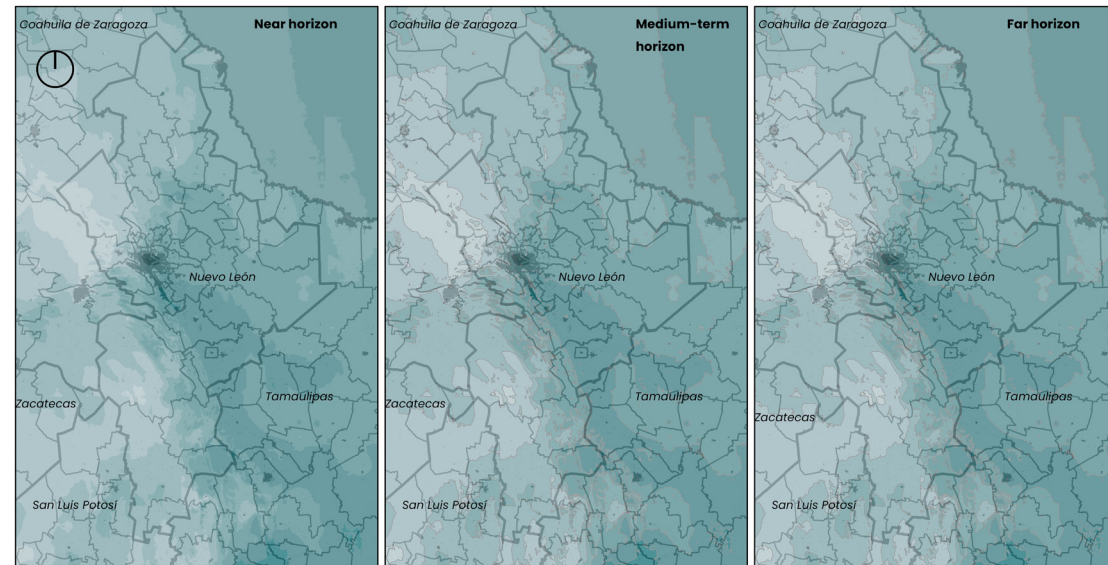 Coahuila de Zaragoza
Near horizon
Nuevo León
Tamaulipas
Zacatecas
San Luis Potosí
Coahuila de Zaragoza
Medium-term
horizon
Nuevo León
Tamaulipas
Zacatecas
San Luis Potosí
Coahuila de Zaragoza
Far horizon
Nuevo León
Tamaulipas
Zacatecas
San Luis Potosí